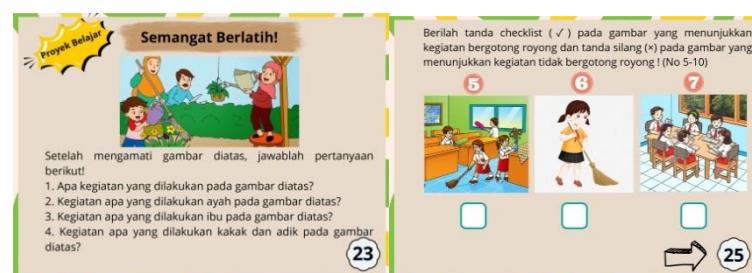 Proyek Belajar
Semangat Berlatih!
Setelah mengamati gambar diatas, jawablah pertanyaan
berikut!
1. Apa kegiatan yang dilakukan pada gambar diatas?
2. Kegiatan apa yang dilakukan ayah pada gambar diatas?
3. Kegiatan apa yang dilakukan ibu pada gambar diatas?
4. Kegiatan apa yang dilakukan kakak dan adik pada gambar
diatas?
23
Berilah tanda checklist (✓) pada gambar yang menunjukkan
kegiatan bergotong royong dan tanda silang (×) pada gambar yang
menunjukkan kegiatan tidak bergotong royong ! (No 5-10)
5 6 7
25